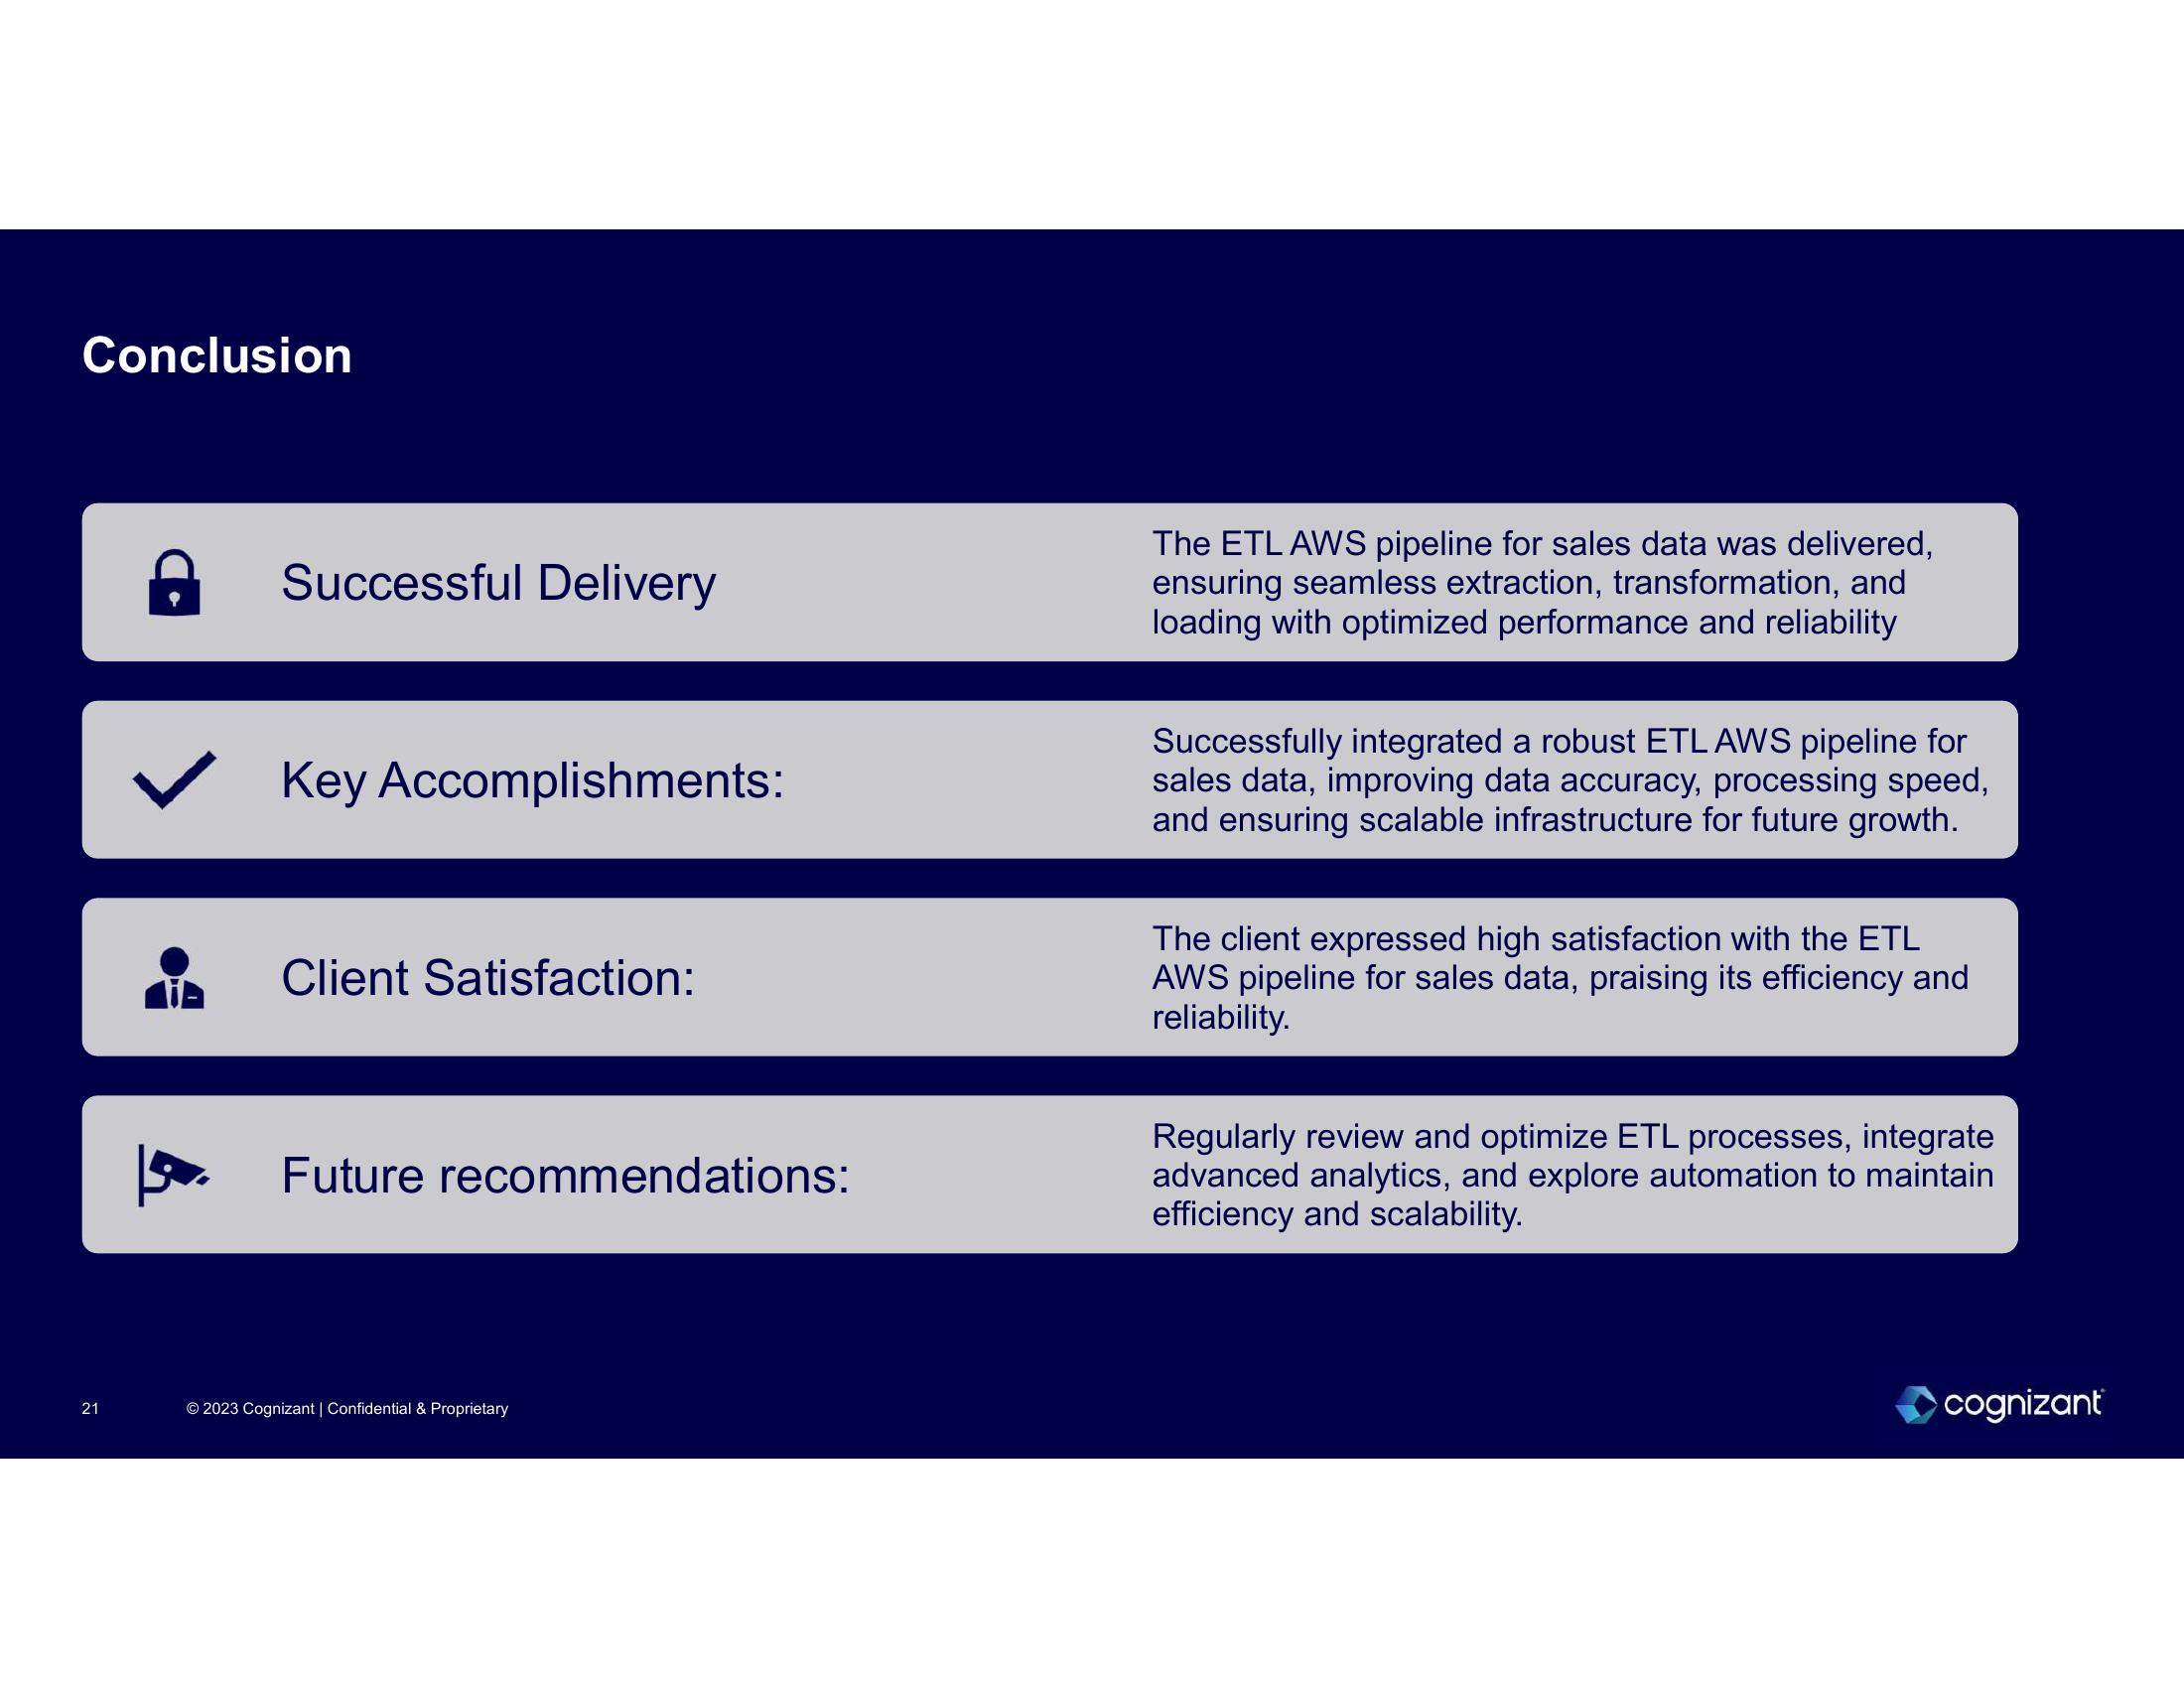 Conclusion
Successful Delivery
The ETL AWS pipeline for sales data was delivered,
ensuring seamless extraction, transformation, and
loading with optimized performance and reliability
Key Accomplishments:
Successfully integrated a robust ETL AWS pipeline for
sales data, improving data accuracy, processing speed,
and ensuring scalable infrastructure for future growth.
Client Satisfaction:
The client expressed high satisfaction with the ETL
AWS pipeline for sales data, praising its efficiency and
reliability.
Future recommendations:
Regularly review and optimize ETL processes, integrate
advanced analytics, and explore automation to maintain
efficiency and scalability.
21
© 2023 Cognizant | Confidential & Proprietary
cognizant